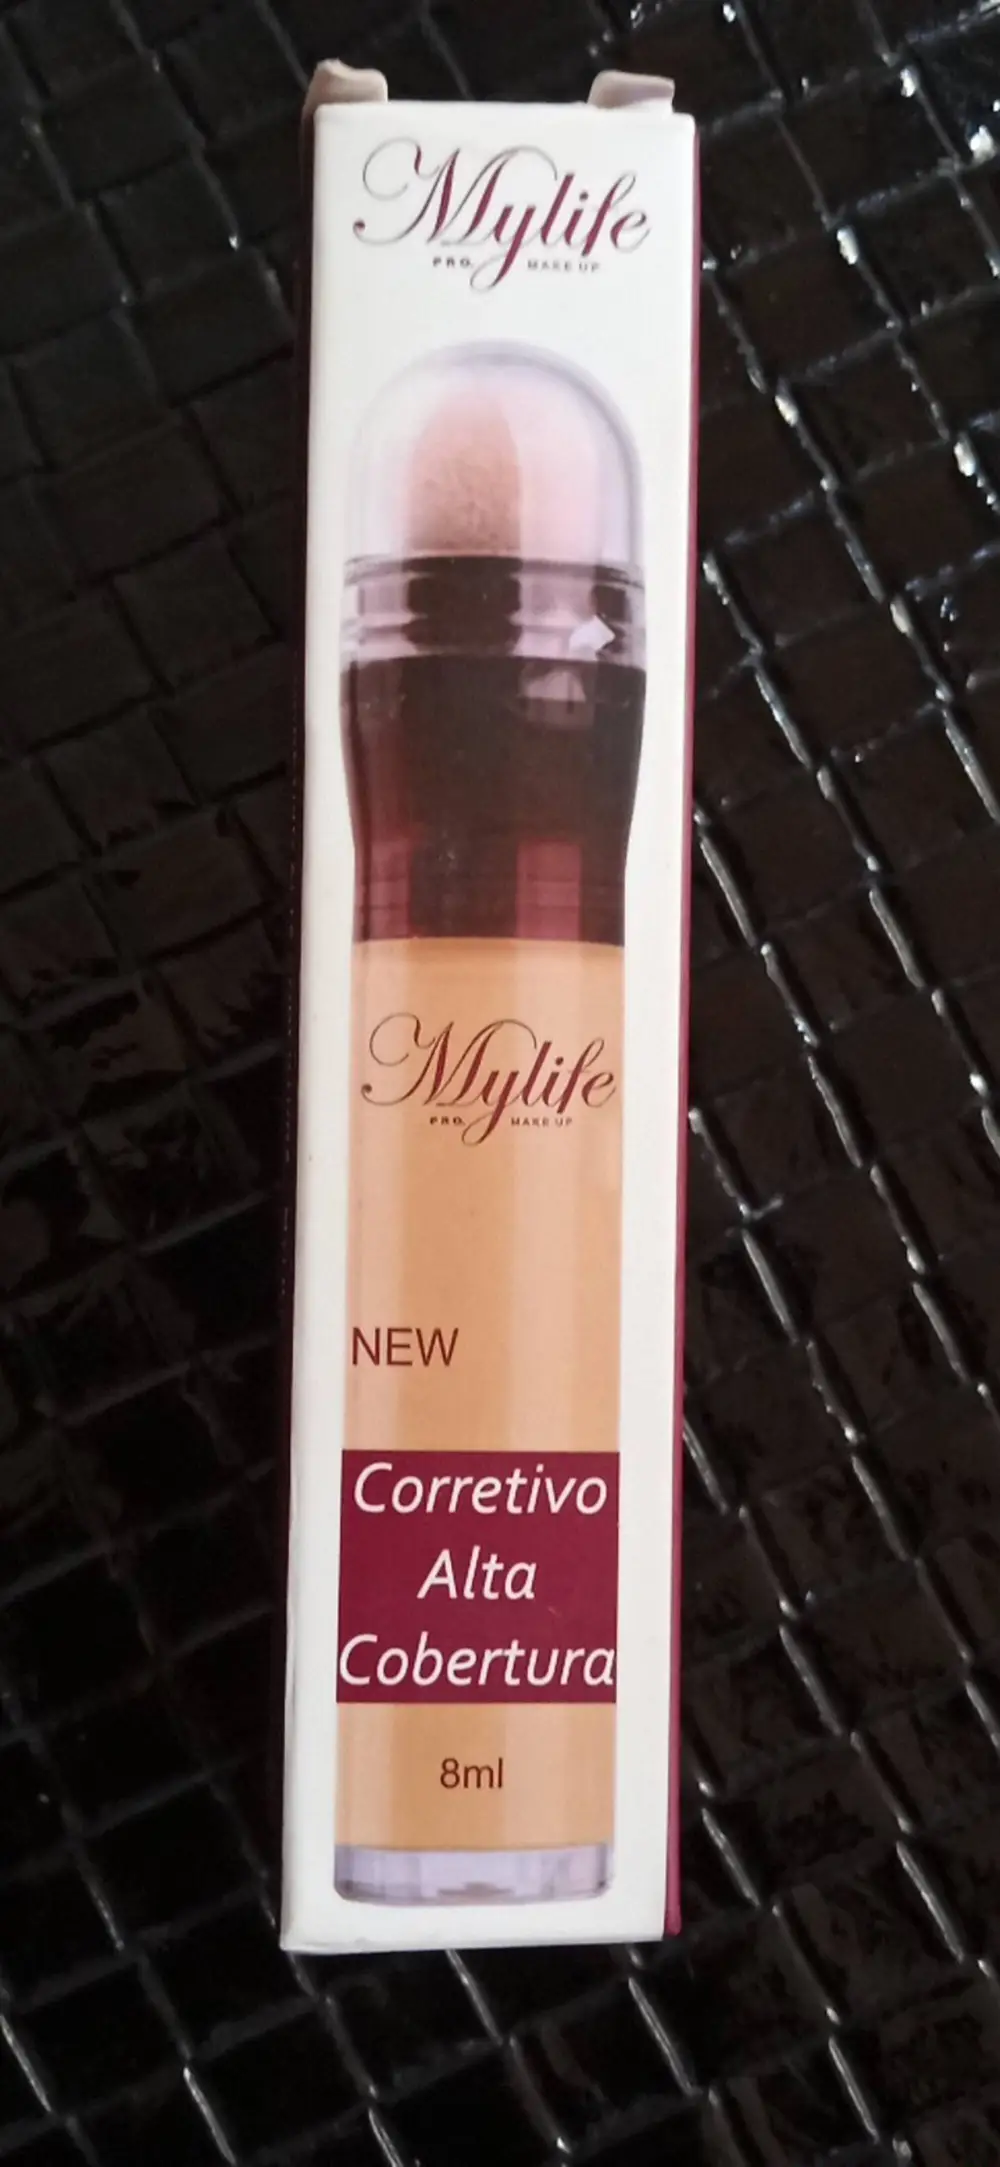 Mylife
PRO. MAKE UP
Mylife
PRO. MAKE UP
NEW
Corretivo
Alta
Cobertura
8ml